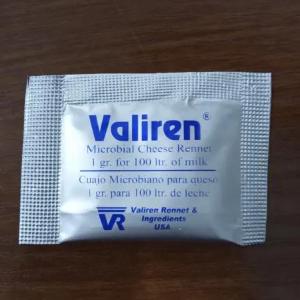 Valiren®
Microbial Cheese Rennet
1 gr. for 100 ltr. of milk
Cuajo Microbiano para queso
1 gr. para 100 ltr. de leche
VR
Valiren Rennet &
Ingredients
USA